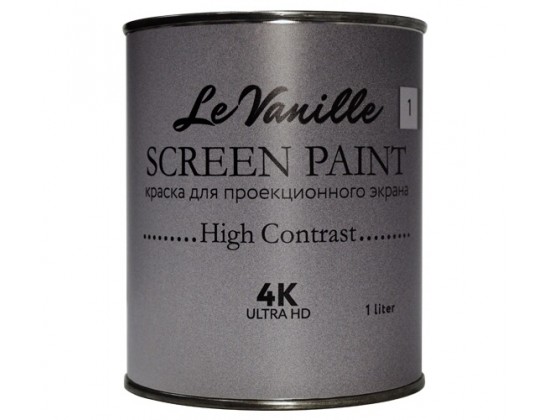 Le Vanille
1
SCREEN PAINT
краска для проекционного экрана
.........High Contrast.........
4K
ULTRA HD
1 liter